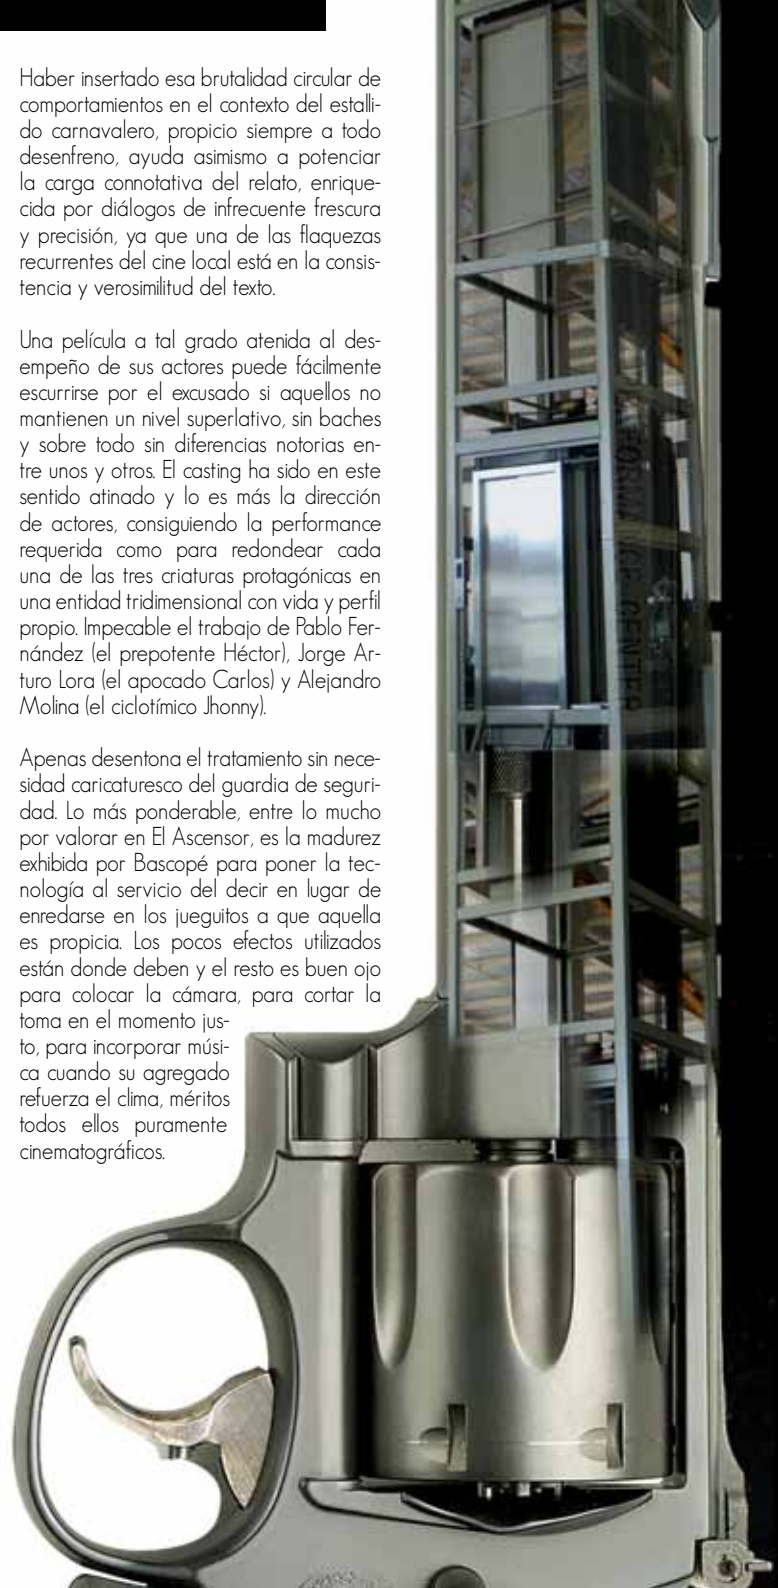 Haber insertado esa brutalidad circular de
comportamientos en el contexto del estalli-
do carnavalero, propicio siempre a todo
desenfreno, ayuda asimismo a potenciar
la carga connotativa del relato, enrique-
cida por diálogos de infrecuente frescura
y precisión, ya que una de las flaquezas
recurrentes del cine local está en la consis-
tencia y verosimilitud del texto.
Una película a tal grado atenida al des-
empeño de sus actores puede fácilmente
escurrirse por el excusado si aquellos no
mantienen un nivel superlativo, sin baches
y sobre todo sin diferencias notorias en-
tre unos y otros. El casting ha sido en este
sentido atinado y lo es más la dirección
de actores, consiguiendo la performance
requerida como para redondear cada
una de las tres criaturas protagónicas en
una entidad tridimensional con vida y perfil
propio. Impecable el trabajo de Pablo Fer-
nández (el prepotente Héctor), Jorge Ar-
turo Lora (el apocado Carlos) y Alejandro
Molina (el ciclotímico Jhonny).
Apenas desentona el tratamiento sin nece-
sidad caricaturesco del guardia de seguri-
dad. Lo más ponderable, entre lo mucho
por valorar en El Ascensor, es la madurez
exhibida por Bascopé para poner la tec-
nología al servicio del decir en lugar de
enredarse en los jueguitos a que aquella
es propicia. Los pocos efectos utilizados
están donde deben y el resto es buen ojo
para colocar la cámara, para cortar la
toma en el momento jus-
to, para incorporar músi-
ca cuando su agregado
refuerza el clima, méritos
todos ellos puramente
cinematográficos.
CENTER